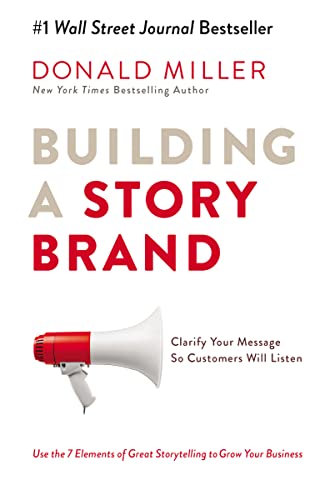 #1 Wall Street Journal Bestseller
DONALD MILLER
New York Times Bestselling Author
BUILDING
A STORY
BRAND
Clarify Your Message
So Customers Will Listen
Use the 7 Elements of Great Storytelling to Grow Your Business